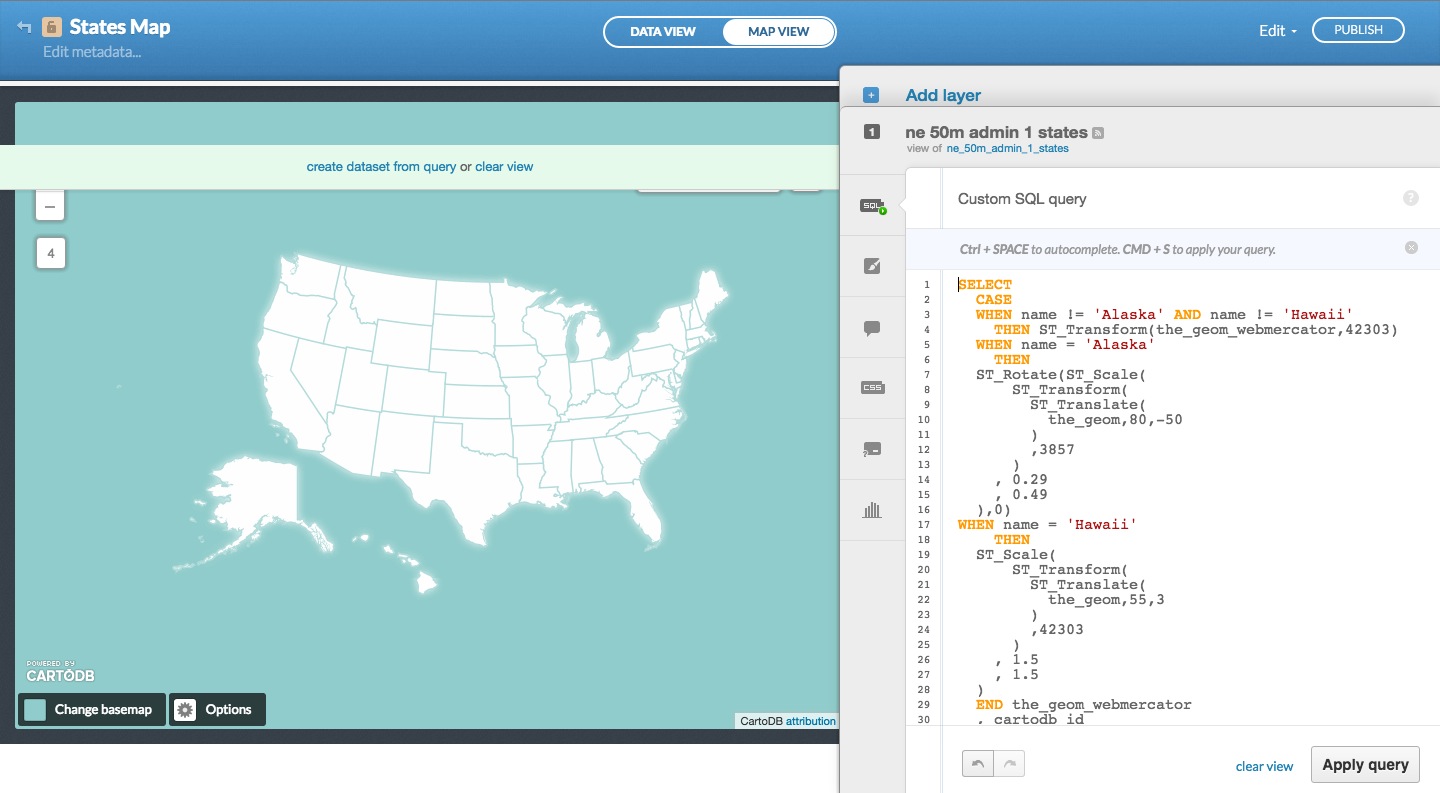 States Map
Edit metadata...
DATA VIEW
MAP VIEW
Edit
PUBLISH
Add layer
1
ne 50m admin 1 states
view of ne_50m_admin_1_states
create dataset from query or clear view
4
SQL
CSS
Custom SQL query
?
Ctrl + SPACE to autocomplete. CMD + S to apply your query.
1 SELECT
2 CASE
3 WHEN name != 'Alaska' AND name != 'Hawaii'
4 THEN ST_Transform(the_geom_webmercator,42303)
5 WHEN name = 'Alaska'
6 THEN
7 ST_Rotate(ST_Scale(
8 ST_Transform(
9 ST_Translate(
10 the_geom,80,-50
11 )
12 ,3857
13 )
14 , 0.29
15 , 0.49
16 ),0)
17 WHEN name = 'Hawaii'
18 THEN
19 ST_Scale(
20 ST_Transform(
21 ST_Translate(
22 the_geom,55,3
23 )
24 ,42303
25 )
26 , 1.5
27 , 1.5
28 )
29 END the_geom_webmercator
30 , cartodb_id
POWERED BY
CARTODB
Change basemap
Options
CartoDB attribution
clear view
Apply query